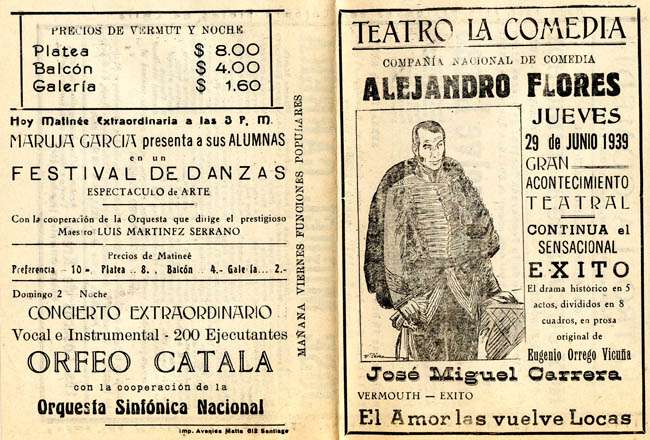 PRECIOS DE VERMUT Y NOCHE
Platea $ 8.00
Balcón $ 4.00
Galería $ 1.60
Hoy Matinée Extraordinaria a las 3 P. M.
MARUJA GARCIA presenta a sus ALUMNAS
en un
FESTIVAL DE DANZAS
ESPECTACULO de ARTE
Con la cooperación de la Orquesta que dirige el prestigioso
Maestro LUIS MARTINEZ SERRANO
Precios de Matineé
Preferencia .. 10 =. Platea .. 8. , Balcón .. 4.- Gale ía... 2.-
Domingo 2 — Noche
CONCIERTO EXTRAORDINARIO
Vocal e Instrumental - 200 Ejecutantes
ORFEO CATALA
con la cooperación de la
Orquesta Sinfónica Nacional
Imp. Avenida Matta 612 Santiago
MAÑANA VIERNES FUNCIONES POPULARES
TEATRO LA COMEDIA
COMPAÑIA NACIONAL DE COMEDIA
ALEJANDRO FLORES
JUEVES
29 de JUNIO 1939
GRAN
ACONTECIMIENTO
TEATRAL
CONTINUA el
SENSACIONAL
EXITO
El drama histórico en 5
actos, divididos en 8
cuadros, en prosa
original de
Eugenio Orrego Vicuña
José Miguel Carrera
VERMOUTH — EXITO
El Amor las vuelve Locas